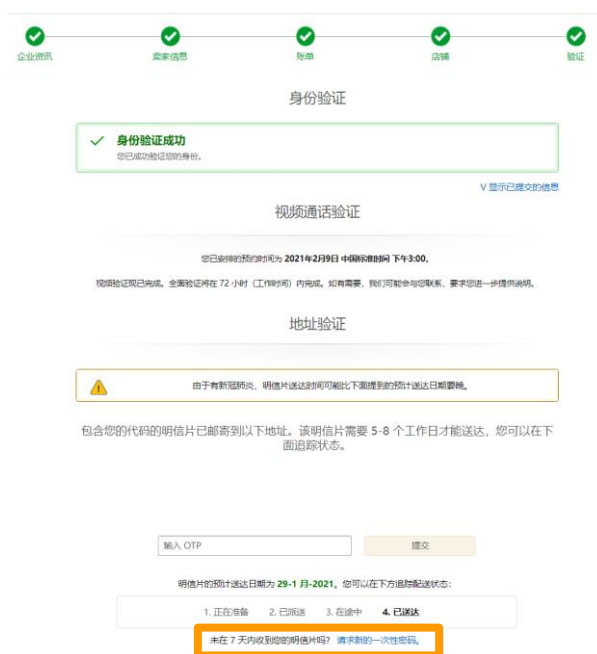 企业资讯 卖家信息 账单 店铺 验证
身份验证
身份验证成功
您已成功验证您的身份。
V 显示已提交的信息
视频通话验证
您已安排的预约时间为 2021年2月9日 中国标准时间 下午3:00。
视频验证现已完成。全面验证将在 72 小时（工作时间）内完成。如有需要，我们可能会与您联系，要求您进一步提供说明。
地址验证
由于有新冠肺炎，明信片送达时间可能比下面提到的预计送达日期要晚。
包含您的代码的明信片已邮寄到以下地址。该明信片需要 5-8 个工作日才能送达，您可以在下
面追踪状态。
输入 OTP 提交
明信片的预计送达日期为 29-1 月-2021。您可以在下方追踪配送状态：
1. 正在准备 2. 已派送 3. 在途中 4. 已送达
未在 7 天内收到您的明信片吗？ 请求新的一次性密码。